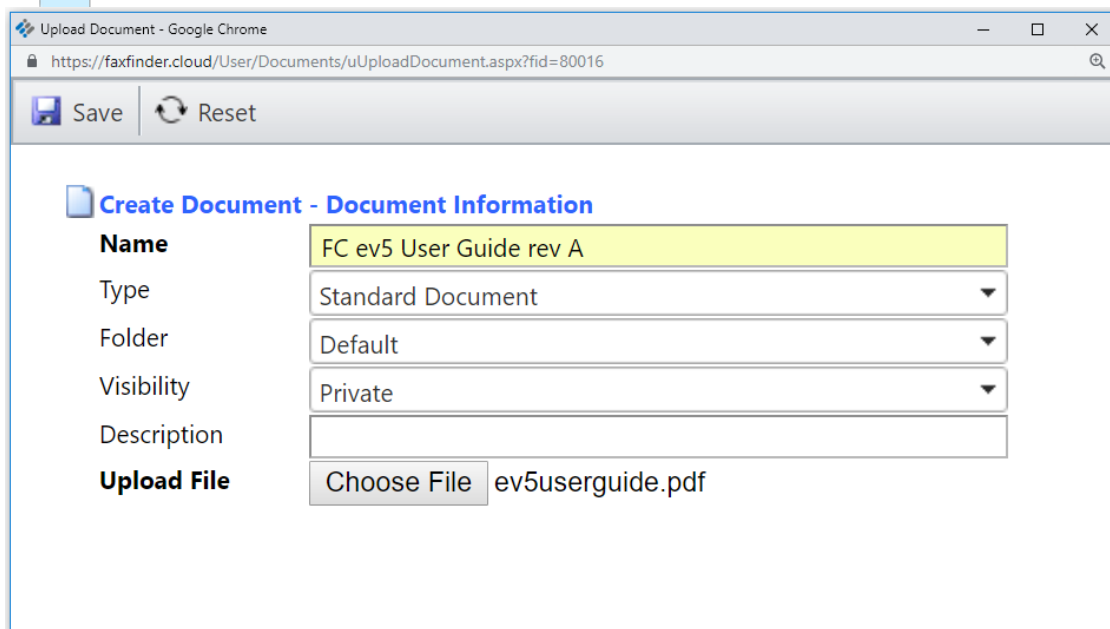 Upload Document - Google Chrome
https://faxfinder.cloud/User/Documents/uUploadDocument.aspx?fid=80016
Save Reset
Create Document - Document Information
Name FC ev5 User Guide rev A
Type Standard Document
Folder Default
Visibility Private
Description
Upload File Choose File ev5userguide.pdf